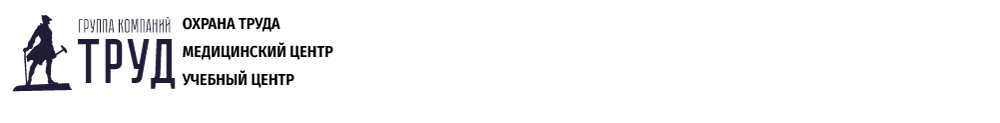 ГРУППА КОМПАНИЙ
ТРУД
ОХРАНА ТРУДА
МЕДИЦИНСКИЙ ЦЕНТР
УЧЕБНЫЙ ЦЕНТР